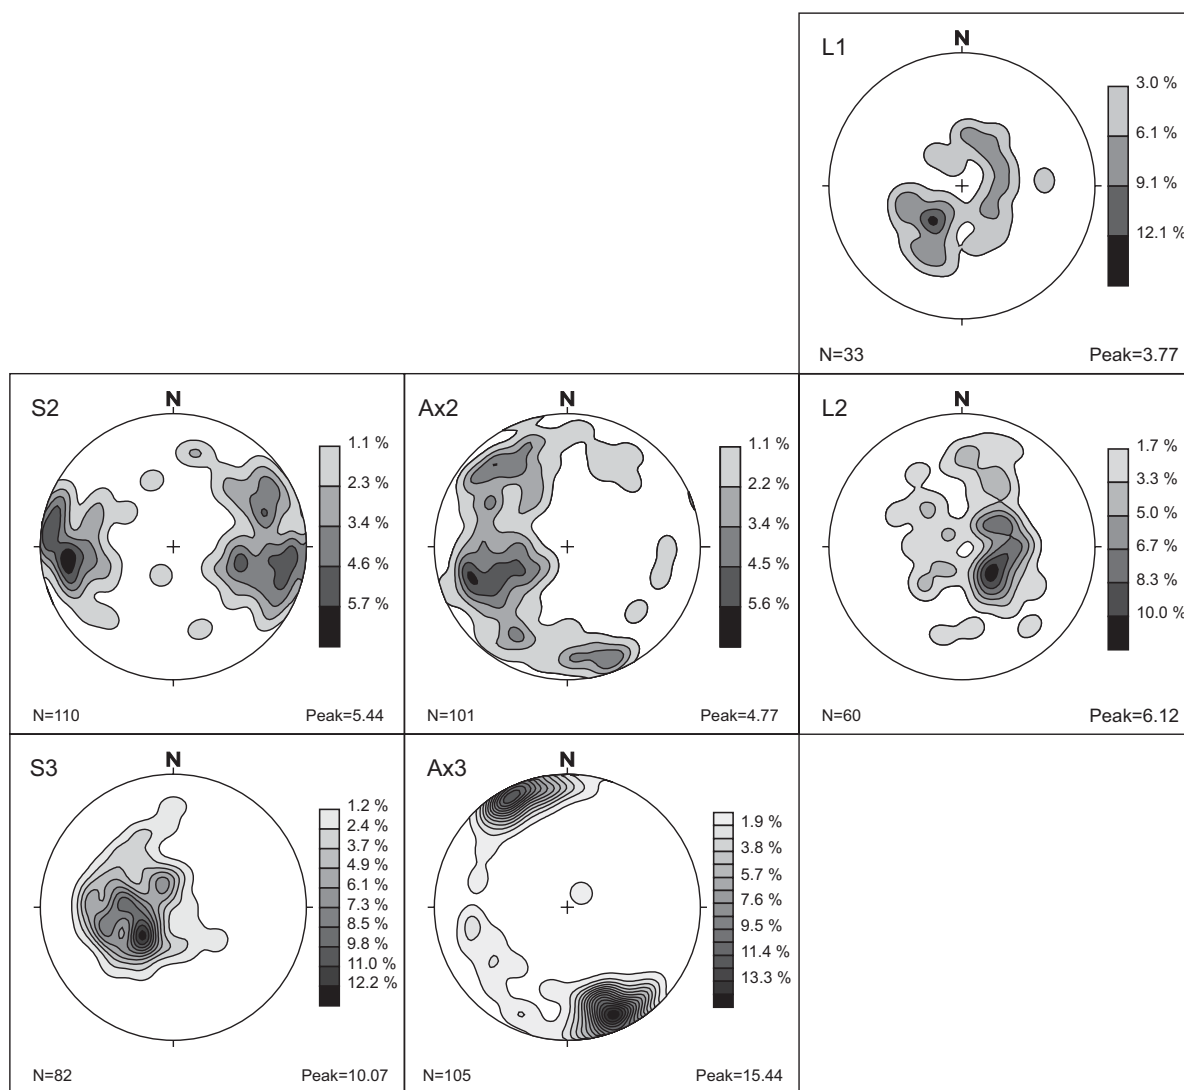 L1
N
3.0 %
6.1 %
9.1 %
12.1 %
N=33
Peak=3.77
S2
N
1.1 %
2.3 %
3.4 %
4.6 %
5.7 %
N=110
Peak=5.44
Ax2
N
1.1 %
2.2 %
3.4 %
4.5 %
5.6 %
N=101
Peak=4.77
L2
N
1.7 %
3.3 %
5.0 %
6.7 %
8.3 %
10.0 %
N=60
Peak=6.12
S3
N
1.2 %
2.4 %
3.7 %
4.9 %
6.1 %
7.3 %
8.5 %
9.8 %
11.0 %
12.2 %
N=82
Peak=10.07
Ax3
N
1.9 %
3.8 %
5.7 %
7.6 %
9.5 %
11.4 %
13.3 %
N=105
Peak=15.44